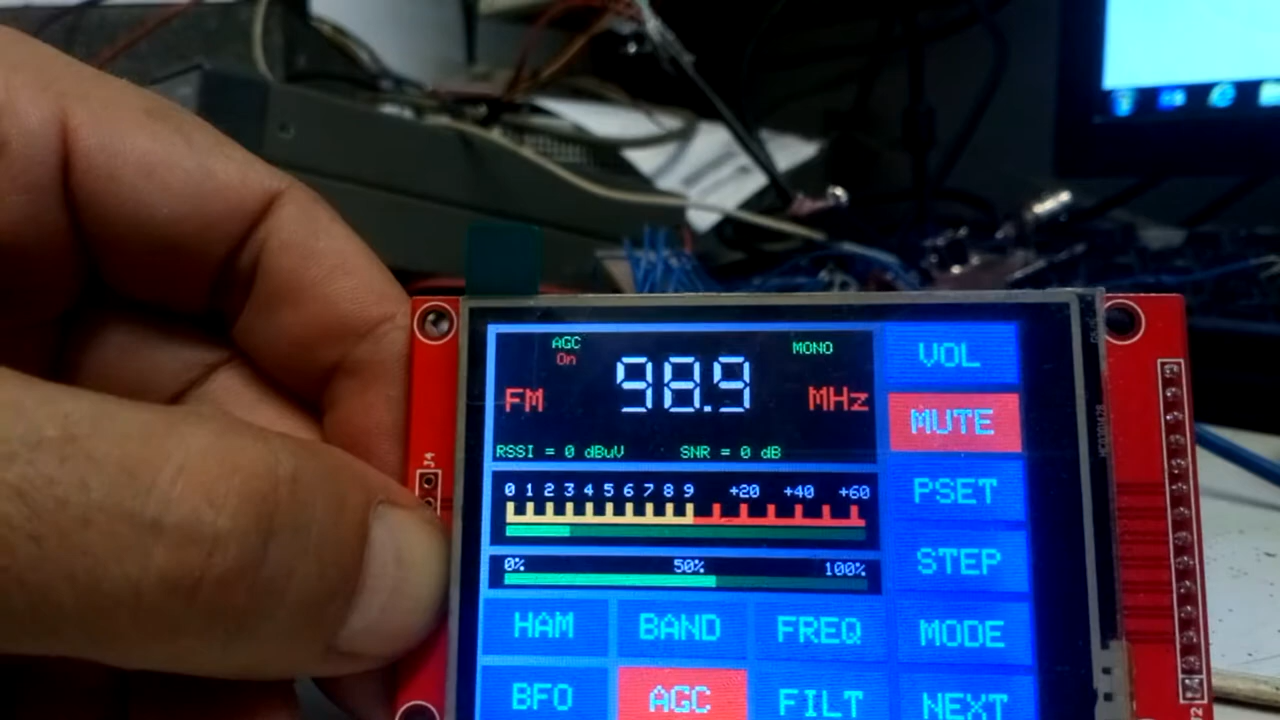 AGC
On
MONO
FM 98.9 MHz
RSSI = 0 dBuV SNR = 0 dB
0 1 2 3 4 5 6 7 8 9 +20 +40 +60
0% 50% 100%
VOL
MUTE
PSET
STEP
HAM BAND FREQ MODE
BFO AGC FILT NEXT
J4